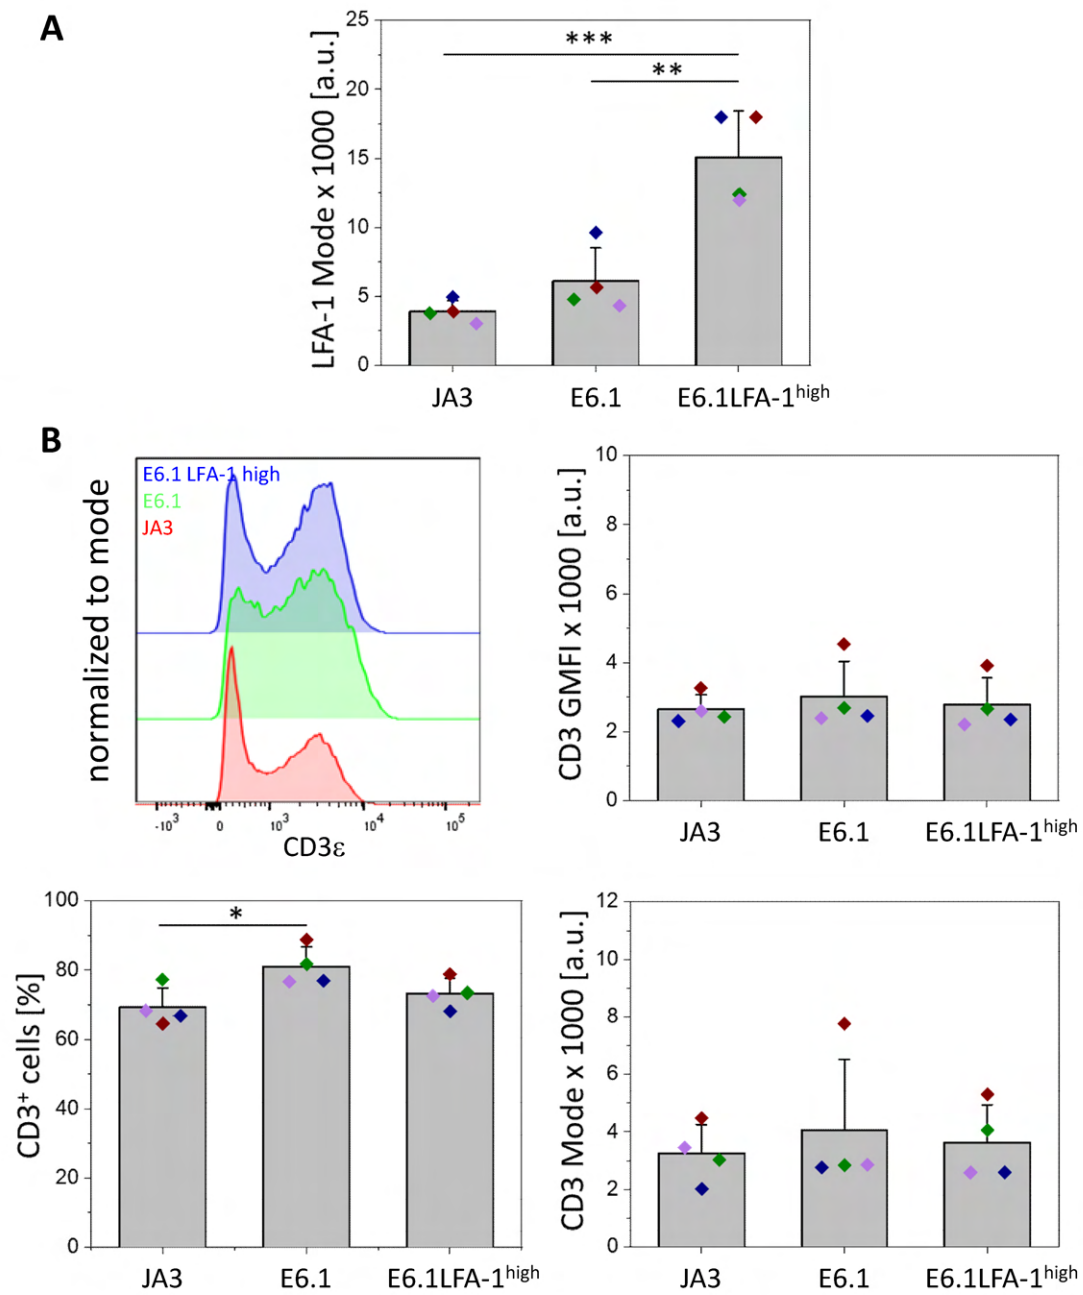 A
LFA-1 Mode x 1000 [a.u.]
25
20
15
10
5
0
***
**
JA3
E6.1
E6.1LFA-1high
B
normalized to mode
E6.1 LFA-1 high
E6.1
JA3
-10³ 0 10³ 10⁴ 10⁵
CD3ε
CD3 GMFI x 1000 [a.u.]
10
8
6
4
2
0
JA3
E6.1
E6.1LFA-1high
CD3+ cells [%]
100
80
60
40
20
0
*
JA3
E6.1
E6.1LFA-1high
CD3 Mode x 1000 [a.u.]
12
10
8
6
4
2
0
JA3
E6.1
E6.1LFA-1high